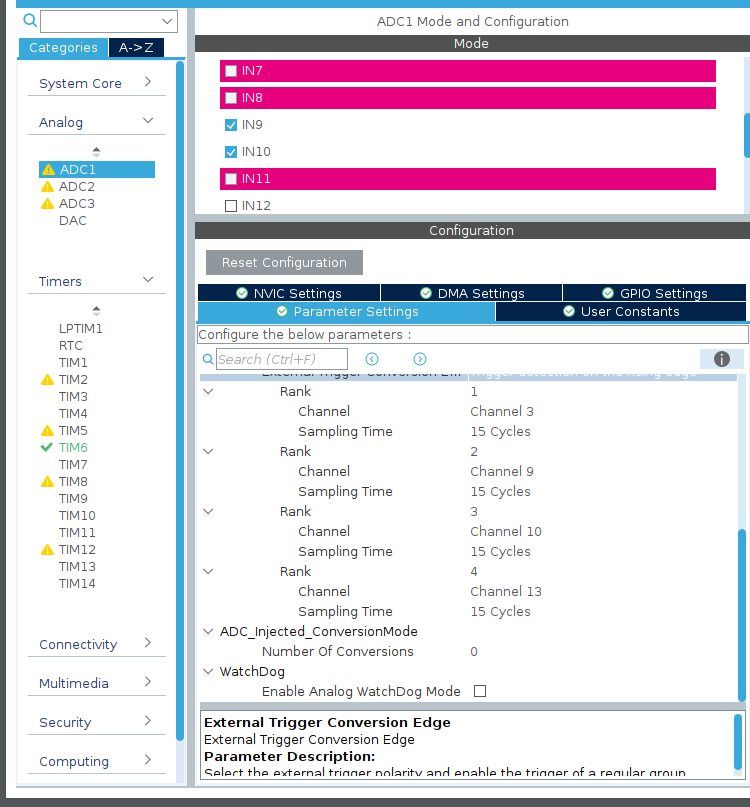 ADC1 Mode and Configuration
Categories
A->Z
System Core
Analog
ADC1
ADC2
ADC3
DAC
Timers
LPTIM1
RTC
TIM1
TIM2
TIM3
TIM4
TIM5
TIM6
TIM7
TIM8
TIM9
TIM10
TIM11
TIM12
TIM13
TIM14
Connectivity
Multimedia
Security
Computing
Mode
IN7
IN8
IN9
IN10
IN11
IN12
Configuration
Reset Configuration
NVIC Settings
DMA Settings
GPIO Settings
Parameter Settings
User Constants
Configure the below parameters :
Search (Ctrl+F)
External Trigger Conversion E... Trigger detection on the rising edge
Rank 1
Channel Channel 3
Sampling Time 15 Cycles
Rank 2
Channel Channel 9
Sampling Time 15 Cycles
Rank 3
Channel Channel 10
Sampling Time 15 Cycles
Rank 4
Channel Channel 13
Sampling Time 15 Cycles
ADC_Injected_ConversionMode
Number Of Conversions 0
WatchDog
Enable Analog WatchDog Mode
External Trigger Conversion Edge
External Trigger Conversion Edge
Parameter Description:
Select the external trigger polarity and enable the trigger of a regular group